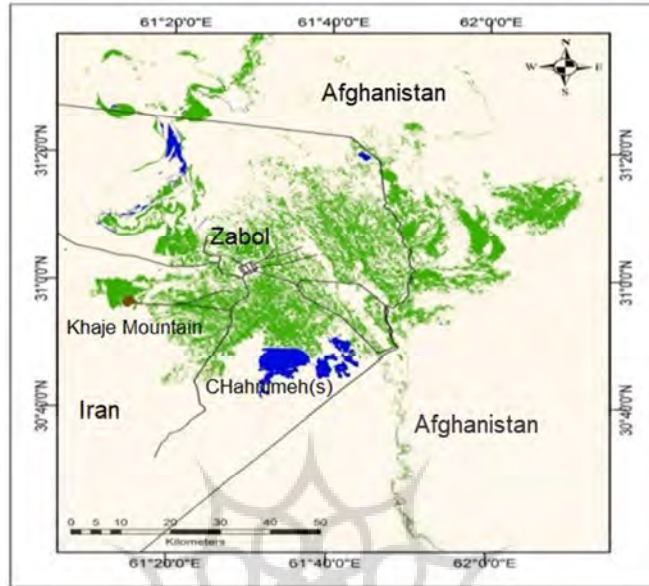 61°20'0"E 61°40'0"E 62°0'0"E
N
W E
S
Afghanistan
31°20'0"N 31°20'0"N
Zabol
31°0'0"N 31°0'0"N
Khaje Mountain
CHahnimeh(s)
30°40'0"N 30°40'0"N
Iran
Afghanistan
0 5 10 20 30 40 50
Kilometers
61°20'0"E 61°40'0"E 62°0'0"E